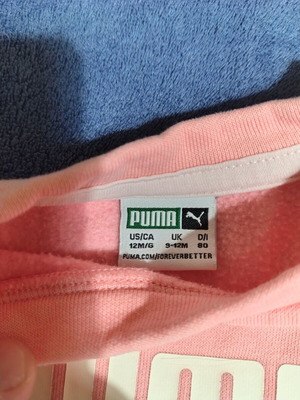 PUMA
US/CA UK D/I
12M/G 9-12M 80
PUMA.COM/FOREVERBETTER